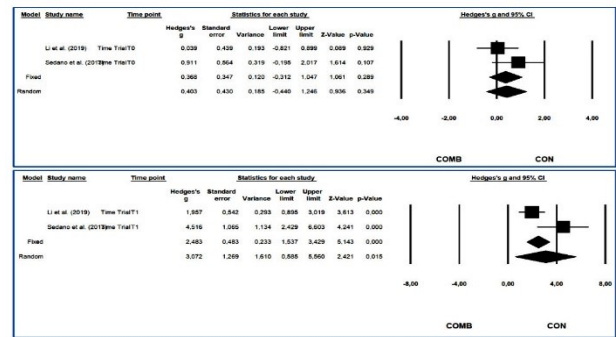 Model Study name Time point Statistics for each study Hedges's g and 95% CI
Hedges's g Standard error Variance Lower limit Upper limit Z-Value p-Value
Li et al. (2019) Time TrialT0 0,039 0,439 0,193 -0,821 0,899 0,089 0,929
Sedano et al. Time TrialT0 0,911 0,564 0,319 -0,195 2,017 1,614 0,107
Fixed 0,368 0,347 0,120 -0,312 1,047 1,061 0,289
Random 0,403 0,430 0,185 -0,440 1,246 0,936 0,349
-4,00 -2,00 0,00 2,00 4,00
COMB CON
Model Study name Time point Statistics for each study Hedges's g and 95% CI
Hedges's g Standard error Variance Lower limit Upper limit Z-Value p-Value
Li et al. (2019) Time TrialT1 1,957 0,542 0,293 0,895 3,019 3,613 0,000
Sedano et al. Time TrialT1 4,516 1,065 1,134 2,429 6,603 4,241 0,000
Fixed 2,483 0,483 0,233 1,537 3,429 5,143 0,000
Random 3,072 1,269 1,610 0,585 5,560 2,421 0,015
-8,00 -4,00 0,00 4,00 8,00
COMB CON